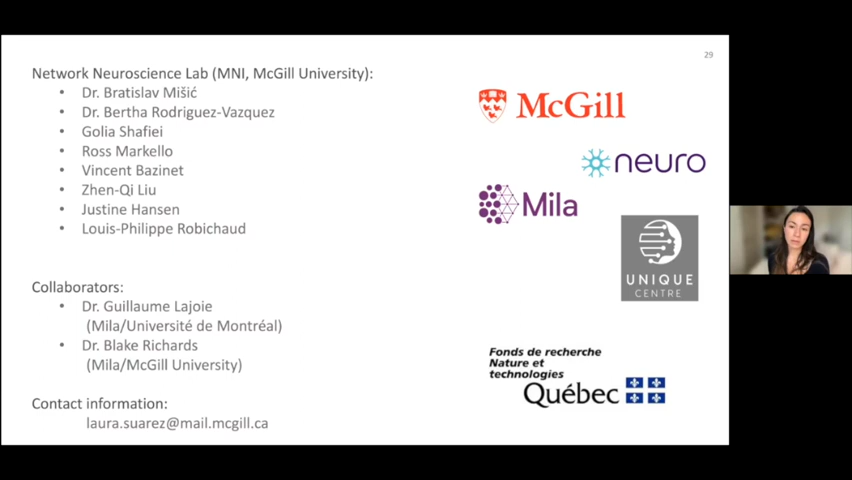 29
Network Neuroscience Lab (MNI, McGill University):
• Dr. Bratislav Mišić
• Dr. Bertha Rodriguez-Vazquez
• Golia Shafiei
• Ross Markello
• Vincent Bazinet
• Zhen-Qi Liu
• Justine Hansen
• Louis-Philippe Robichaud
Collaborators:
• Dr. Guillaume Lajoie
(Mila/Université de Montréal)
• Dr. Blake Richards
(Mila/McGill University)
Contact information:
laura.suarez@mail.mcgill.ca
McGill
neuro
Mila
UNIQUE
CENTRE
Fonds de recherche
Nature et
technologies
Québec